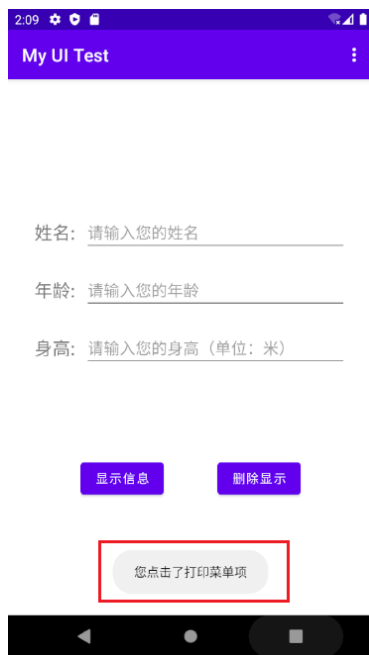 2:09
My UI Test
姓名: 请输入您的姓名
年龄: 请输入您的年龄
身高: 请输入您的身高（单位：米）
显示信息 删除显示
您点击了打印菜单项